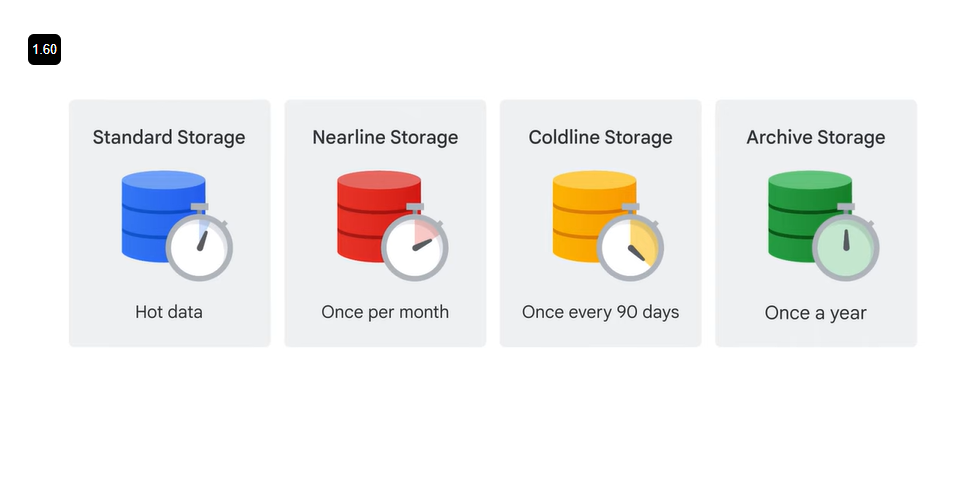 1.60
Standard Storage
Hot data
Nearline Storage
Once per month
Coldline Storage
Once every 90 days
Archive Storage
Once a year